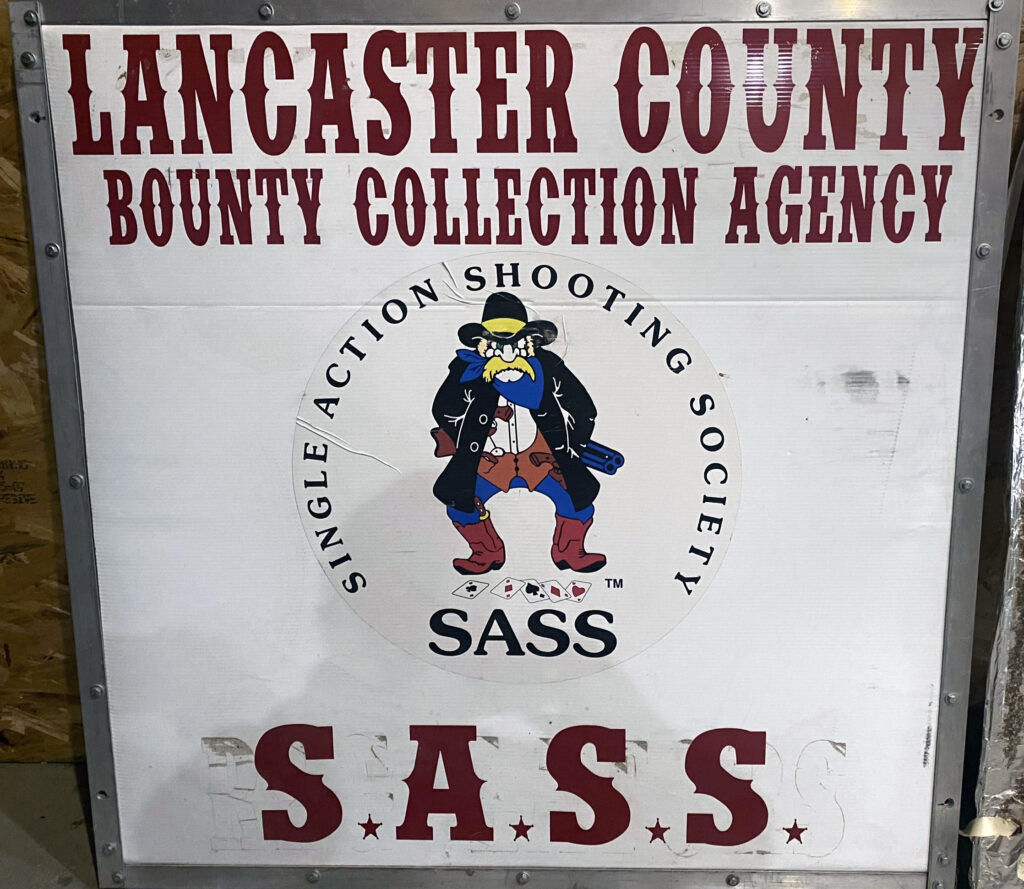 LANCASTER COUNTY
BOUNTY COLLECTION AGENCY
SINGLE ACTION SHOOTING SOCIETY
TM
SASS
S.A.S.S.